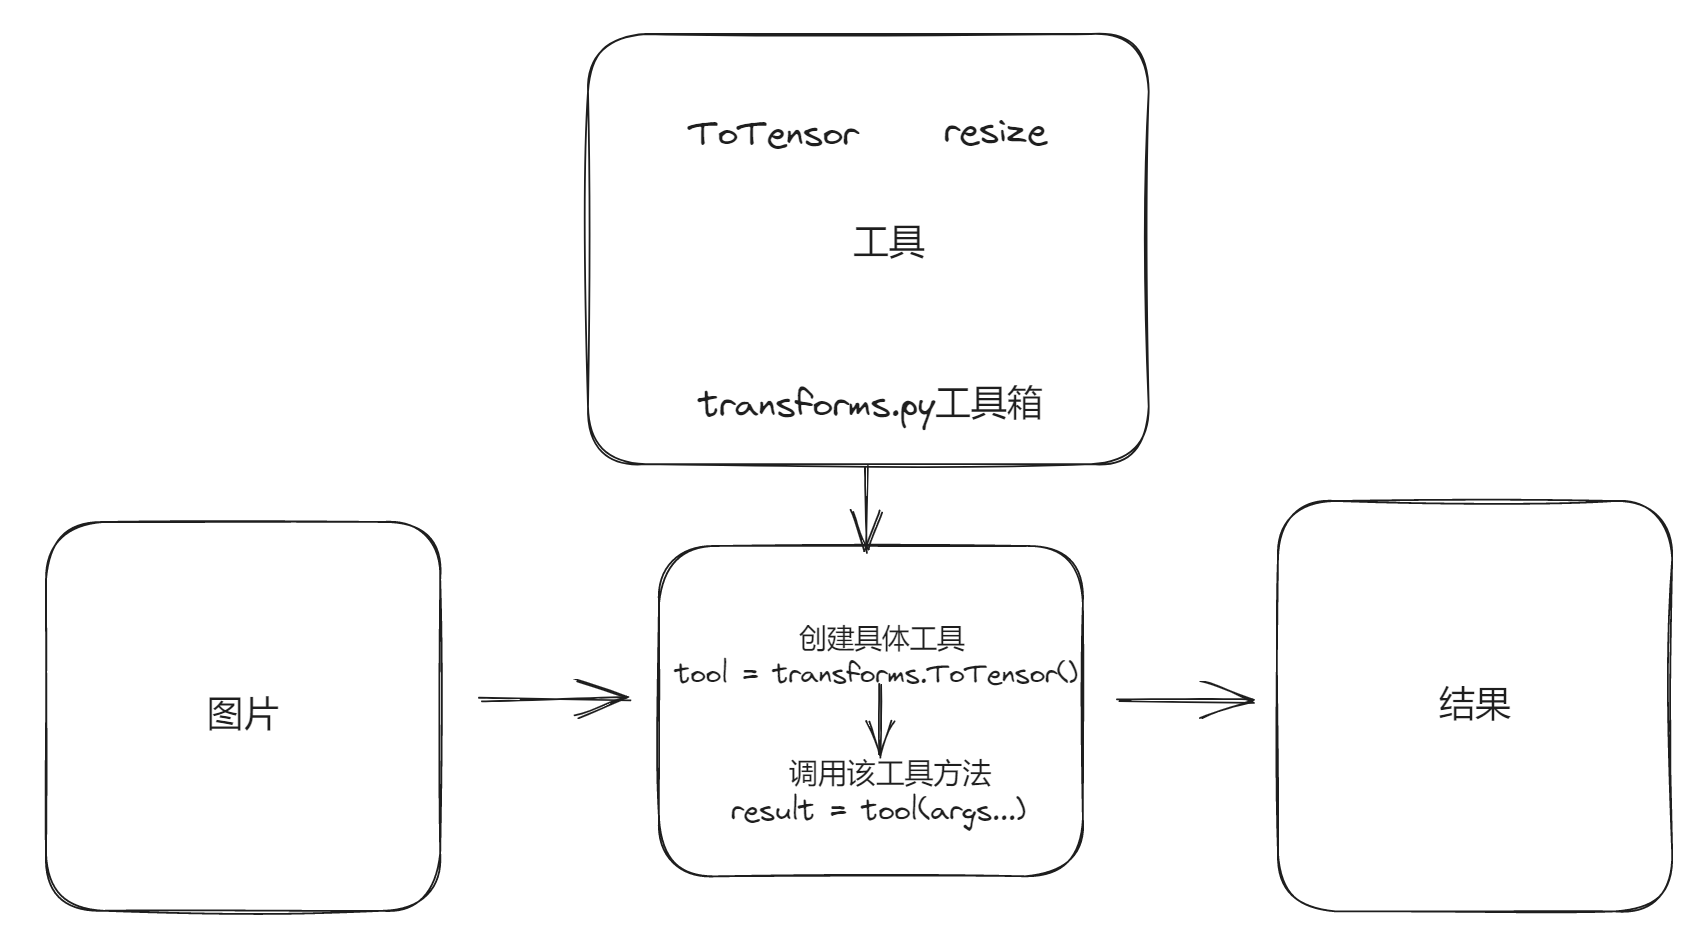 ToTensor resize
工具
transforms.py工具箱
图片
创建具体工具
tool = transforms.ToTensor()
调用该工具方法
result = tool(args...)
结果